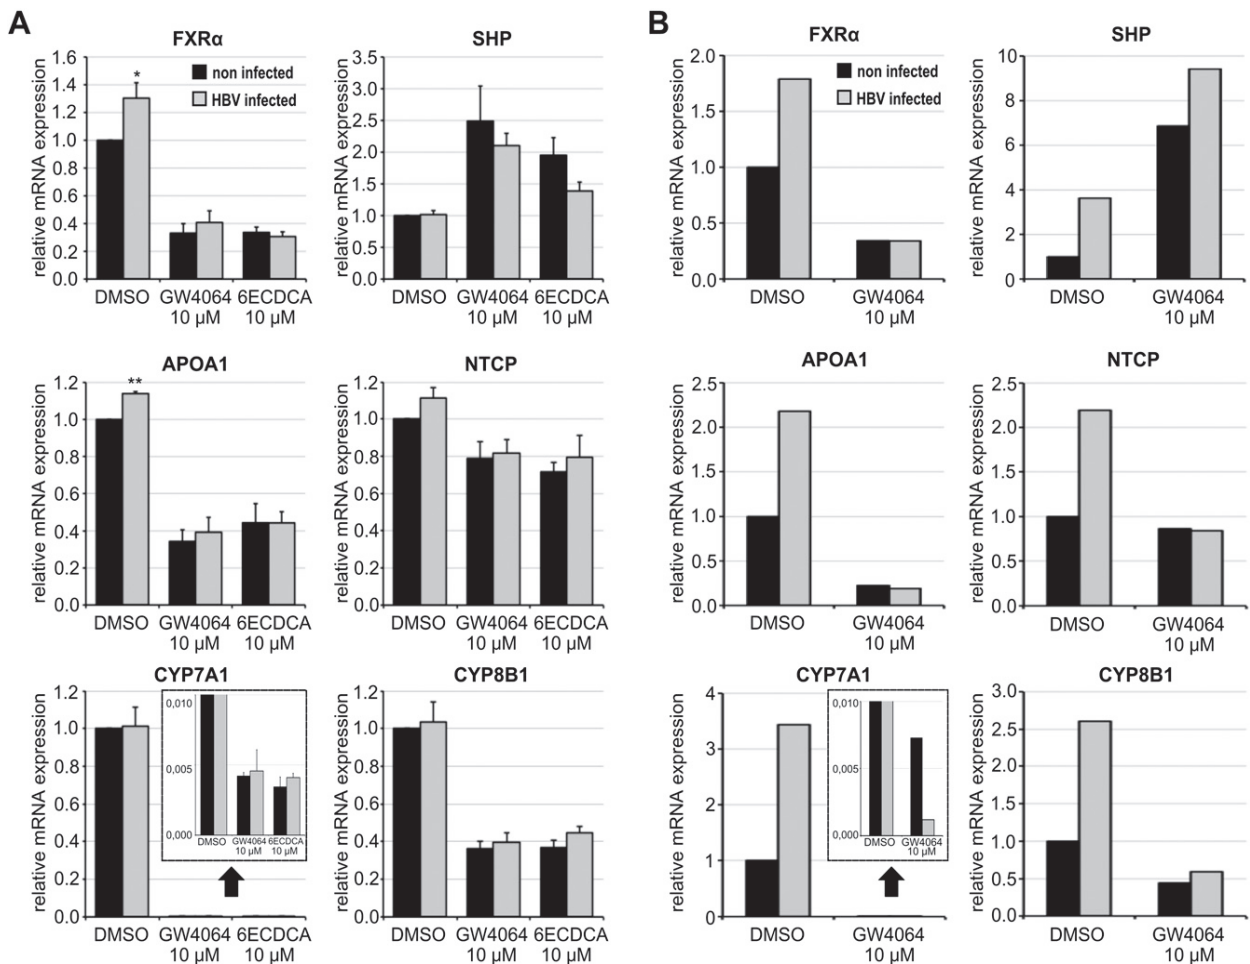 A
FXRα
relative mRNA expression
1.6
1.4
1.2
1.0
0.8
0.6
0.4
0.2
0.0
*
non infected
HBV infected
DMSO GW4064 6ECDCA
10 µM 10 µM
SHP
relative mRNA expression
3.5
3.0
2.5
2.0
1.5
1.0
0.5
0.0
DMSO GW4064 6ECDCA
10 µM 10 µM
APOA1
relative mRNA expression
1.2
1.0
0.8
0.6
0.4
0.2
0.0
**
DMSO GW4064 6ECDCA
10 µM 10 µM
NTCP
relative mRNA expression
1.2
1.0
0.8
0.6
0.4
0.2
0.0
DMSO GW4064 6ECDCA
10 µM 10 µM
CYP7A1
relative mRNA expression
1.2
1.0
0.8
0.6
0.4
0.2
0.0
0,010
0,005
0,000
DMSO GW4064 6ECDCA
10 µM 10 µM
DMSO GW4064 6ECDCA
10 µM 10 µM
CYP8B1
relative mRNA expression
1.2
1.0
0.8
0.6
0.4
0.2
0.0
DMSO GW4064 6ECDCA
10 µM 10 µM
B
FXRα
relative mRNA expression
2.0
1.5
1.0
0.5
0.0
non infected
HBV infected
DMSO GW4064
10 µM
SHP
relative mRNA expression
10
8
6
4
2
0
DMSO GW4064
10 µM
APOA1
relative mRNA expression
2.5
2.0
1.5
1.0
0.5
0.0
DMSO GW4064
10 µM
NTCP
relative mRNA expression
2.5
2.0
1.5
1.0
0.5
0.0
DMSO GW4064
10 µM
CYP7A1
relative mRNA expression
4
3
2
1
0
0,010
0,005
0,000
DMSO GW4064
10 µM
DMSO GW4064
10 µM
CYP8B1
relative mRNA expression
3.0
2.5
2.0
1.5
1.0
0.5
0.0
DMSO GW4064
10 µM